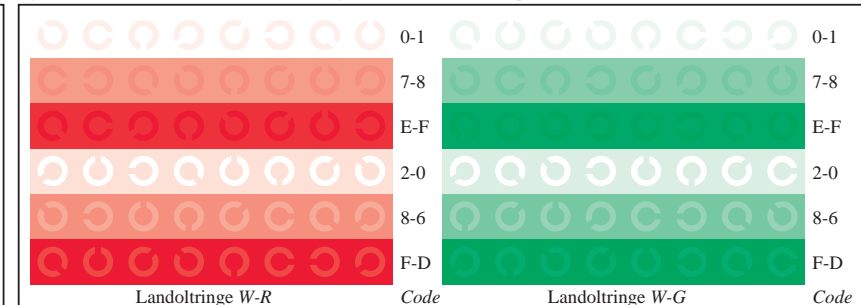 0-1 0-1
7-8 7-8
E-F E-F
2-0 2-0
8-6 8-6
F-D F-D
Landoltringe W-R Code Landoltringe W-G Code